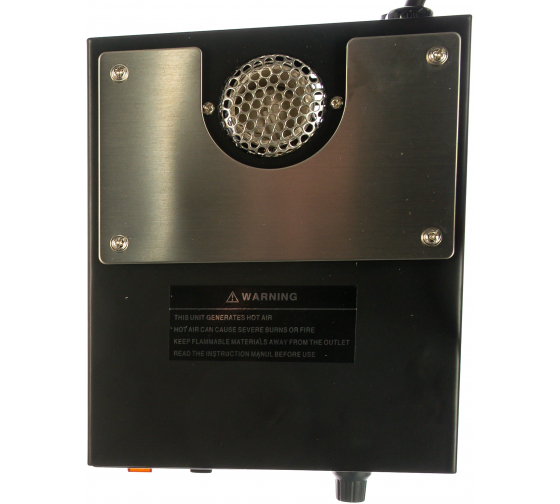 WARNING
THIS UNIT GENERATES HOT AIR
HOT AIR CAN CAUSE SEVERE BURNS OR FIRE
KEEP FLAMMABLE MATERIALS AWAY FROM THE OUTLET
READ THE INSTRUCTION MANUL BEFORE USE